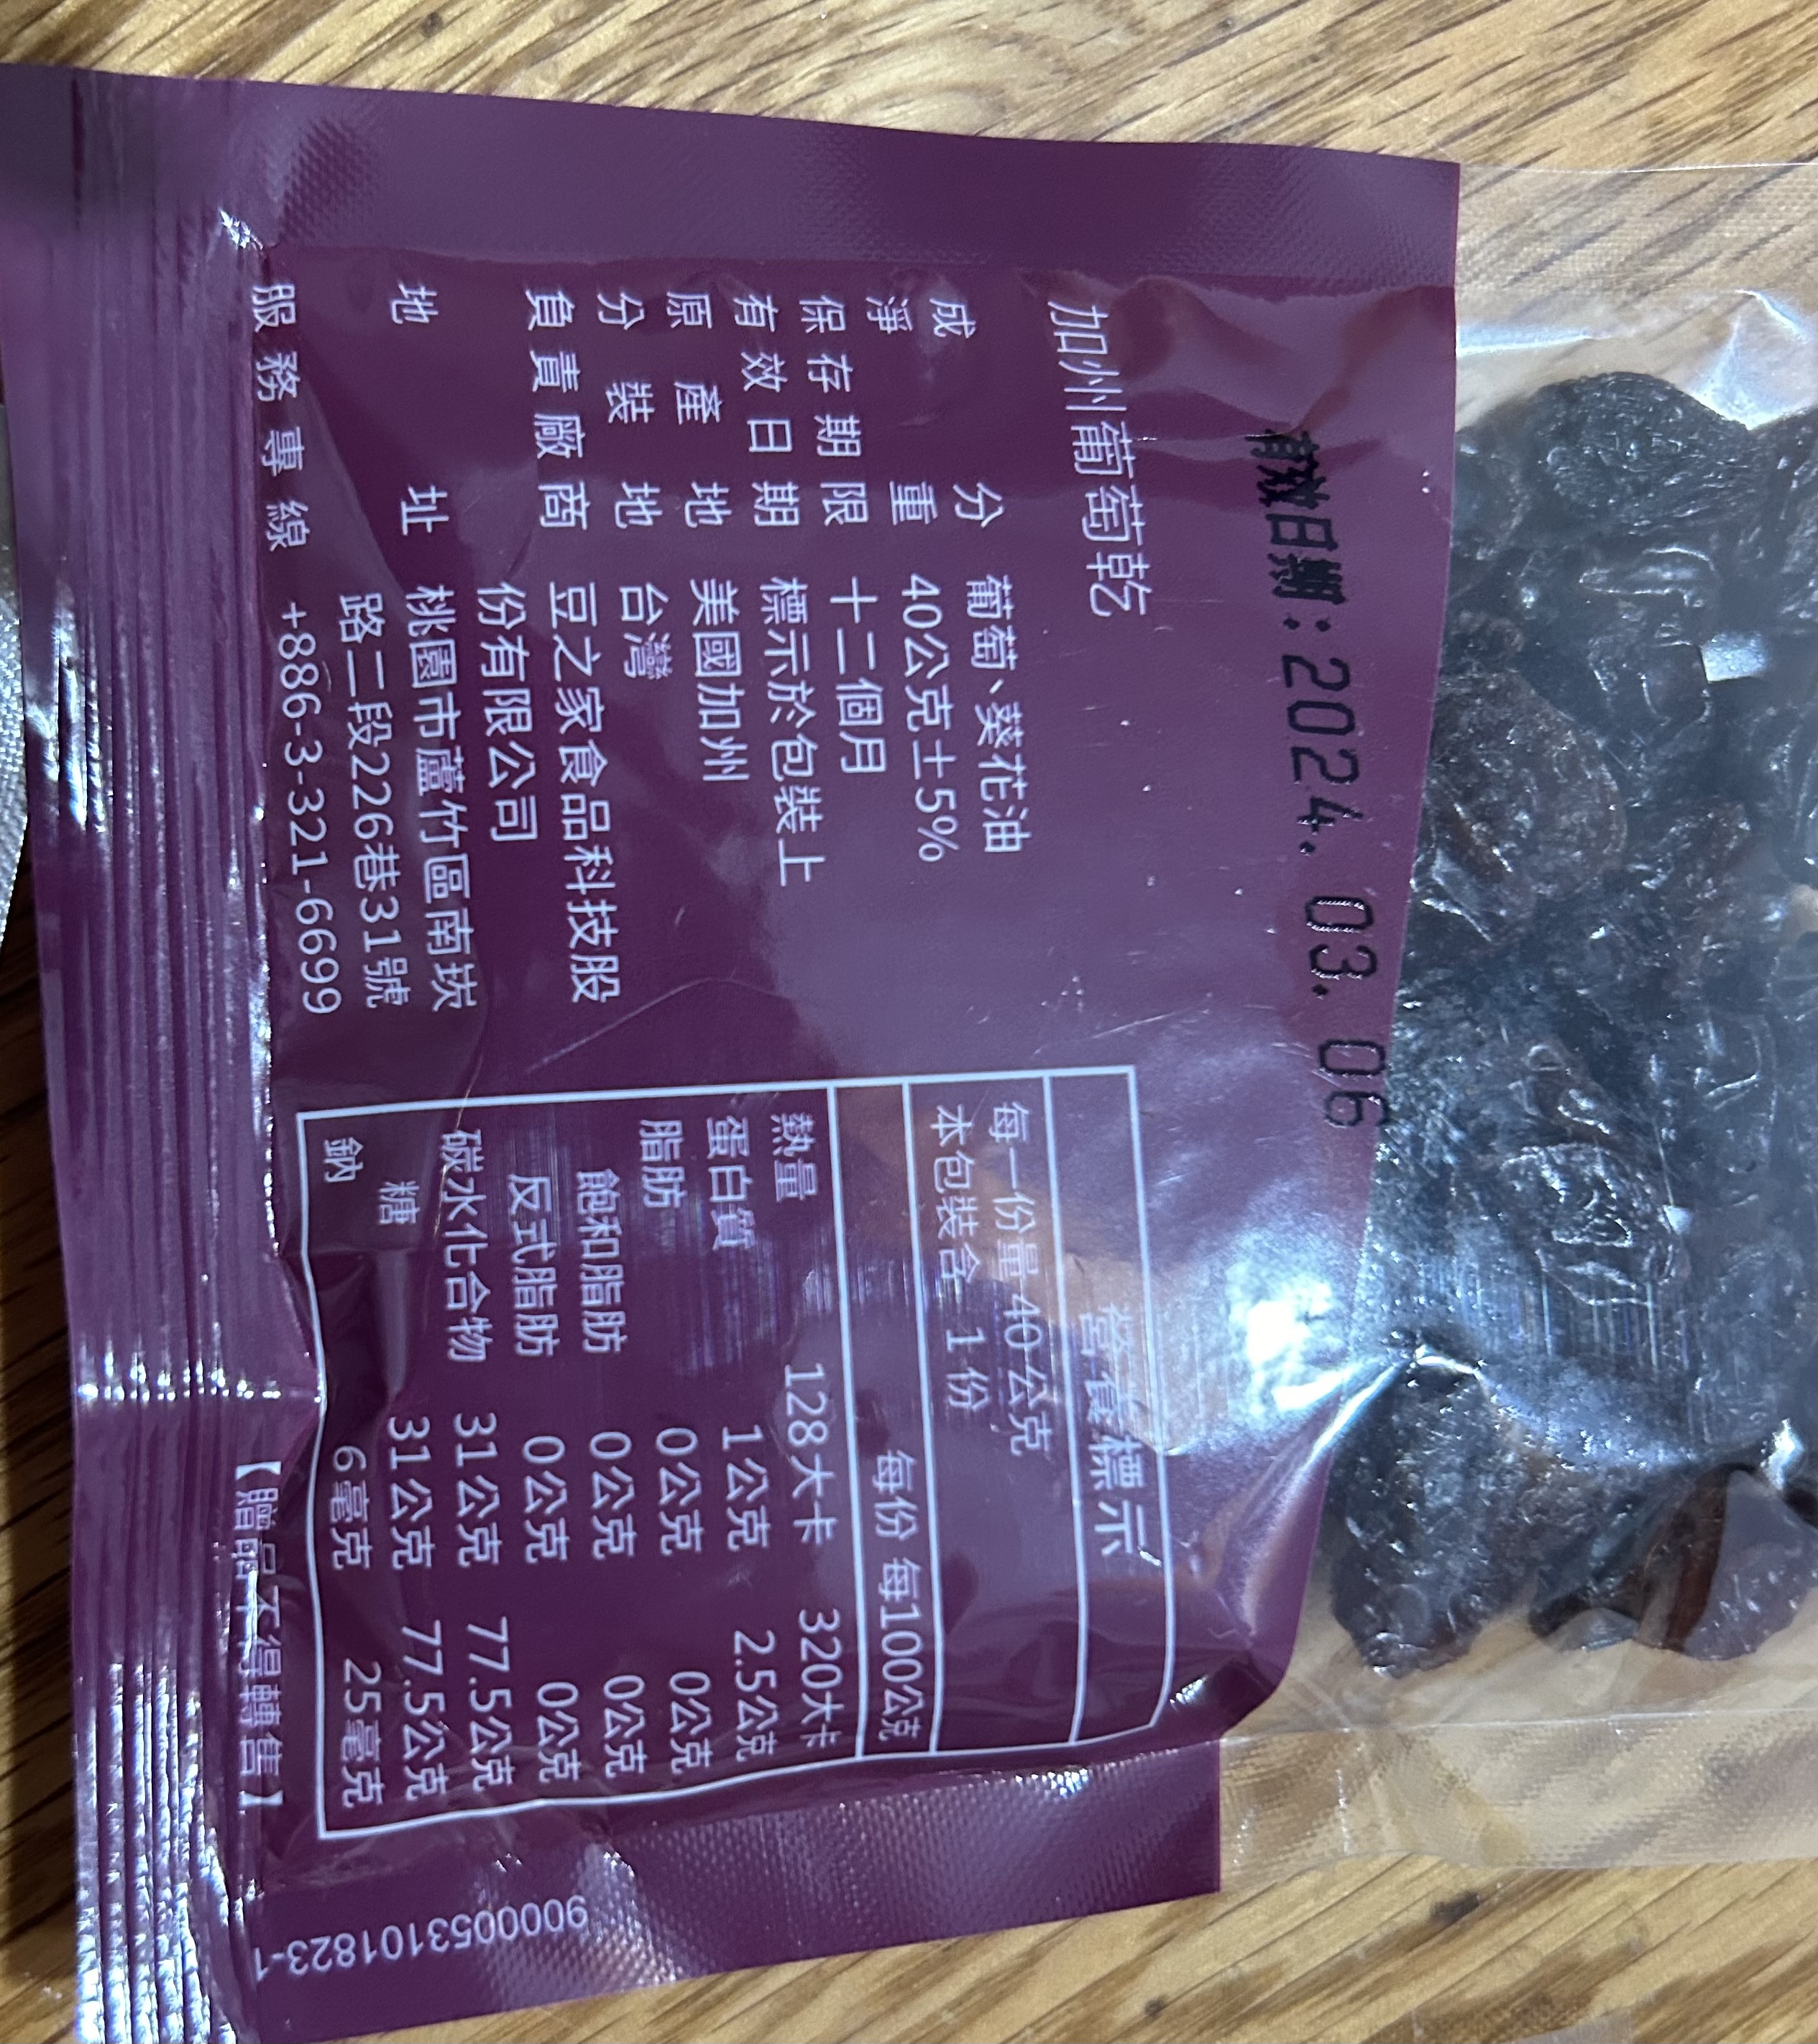 有效日期：2024. 03. 06
加州葡萄乾
成分 葡萄、葵花油
淨重 40公克±5%
保存期限 十二個月
有效日期 標示於包裝上
原產地 美國加州
分裝地 台灣
負責廠商 豆之家食品科技股
份有限公司
地址 桃園市蘆竹區南崁
路二段226巷31號
服務專線 +886-3-321-6699
營養標示
每一份量 40 公克
本包裝含 1 份
每份 每100公克
熱量 128大卡 320大卡
蛋白質 1公克 2.5公克
脂肪 0公克 0公克
飽和脂肪 0公克 0公克
反式脂肪 0公克 0公克
碳水化合物 31公克 77.5公克
糖 31公克 77.5公克
鈉 6毫克 25毫克
【贈品不得轉售】
9000053101823-1